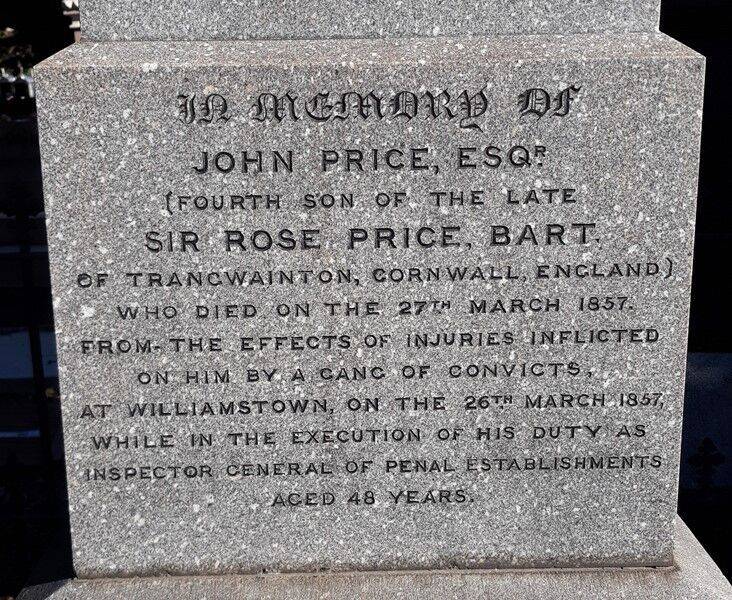 IN MEMORY OF
JOHN PRICE, ESQR.
(FOURTH SON OF THE LATE
SIR ROSE PRICE, BART.
OF TRANGWAINTON, CORNWALL, ENGLAND)
WHO DIED ON THE 27TH MARCH 1857.
FROM THE EFFECTS OF INJURIES INFLICTED
ON HIM BY A GANG OF CONVICTS,
AT WILLIAMSTOWN, ON THE 26TH MARCH 1857,
WHILE IN THE EXECUTION OF HIS DUTY AS
INSPECTOR GENERAL OF PENAL ESTABLISHMENTS
AGED 48 YEARS.